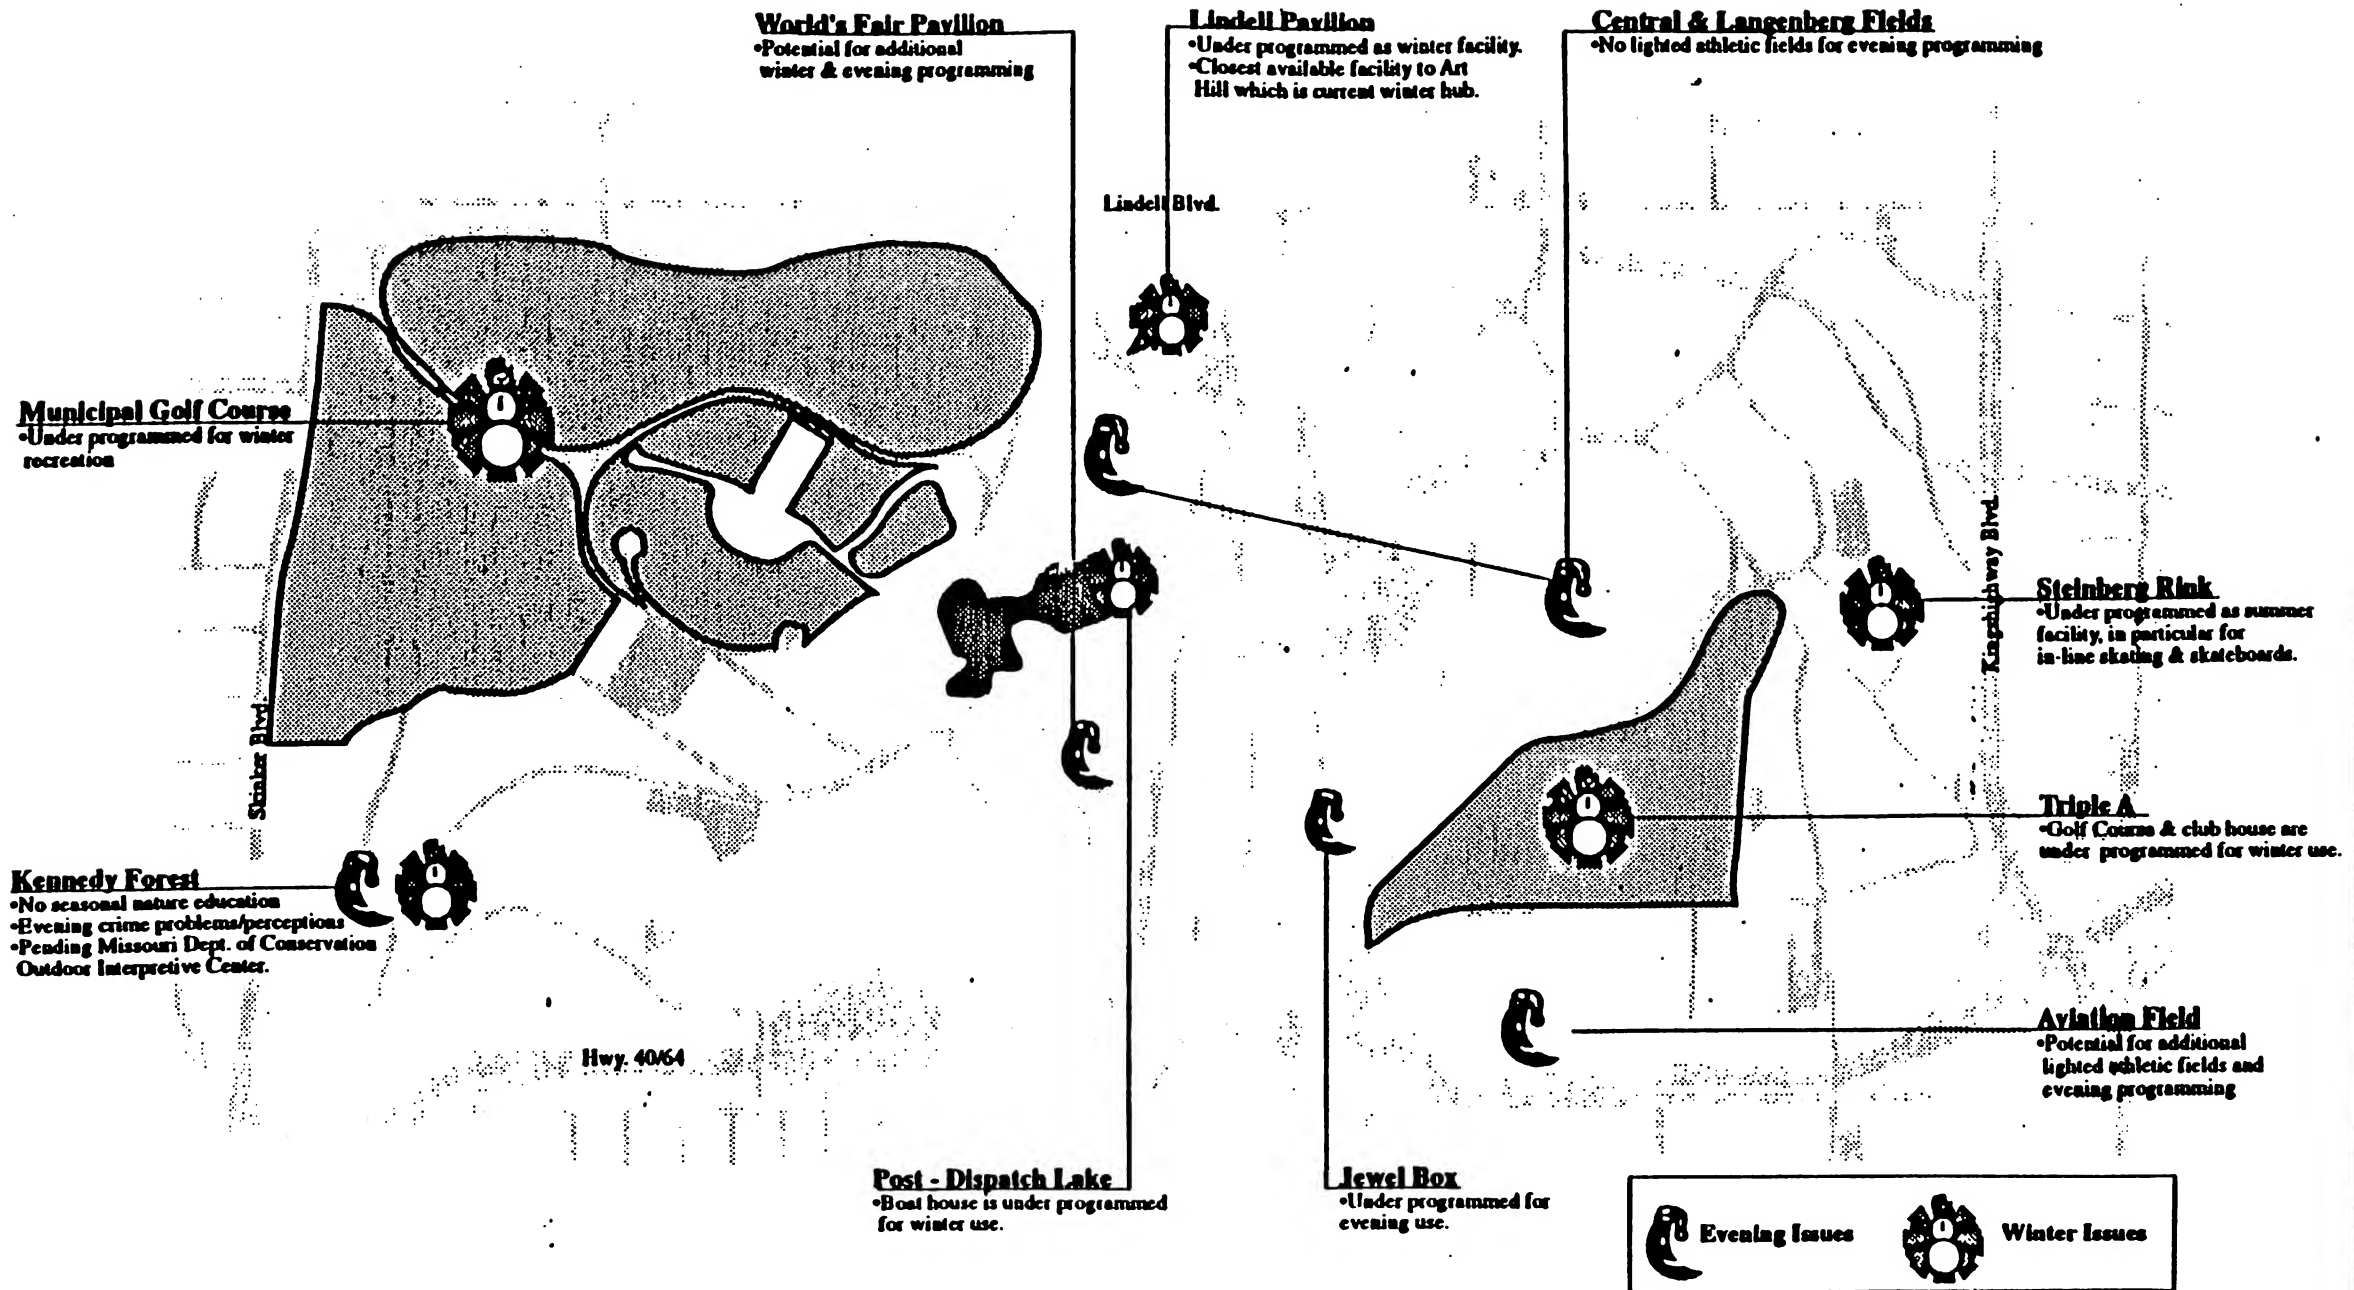 World's Fair Pavilion
•Potential for additional
winter & evening programming
Lindell Pavilion
•Under programmed as winter facility.
•Closest available facility to Art
Hill which is current winter hub.
Central & Langenberg Fields
•No lighted athletic fields for evening programming
Lindell Blvd.
Municipal Golf Course
•Under programmed for winter
recreation
Kingshighway Blvd.
Steinberg Rink
•Under programmed as summer
facility, in particular for
in-line skating & skateboards.
Skinker Blvd.
Triple A
•Golf Course & club house are
under programmed for winter use.
Kennedy Forest
•No seasonal nature education
•Evening crime problems/perceptions
•Pending Missouri Dept. of Conservation
Outdoor Interpretive Center.
Hwy. 40/64
Aviation Field
•Potential for additional
lighted athletic fields and
evening programming
Post - Dispatch Lake
•Boat house is under programmed
for winter use.
Jewel Box
•Under programmed for
evening use.
Evening Issues
Winter Issues